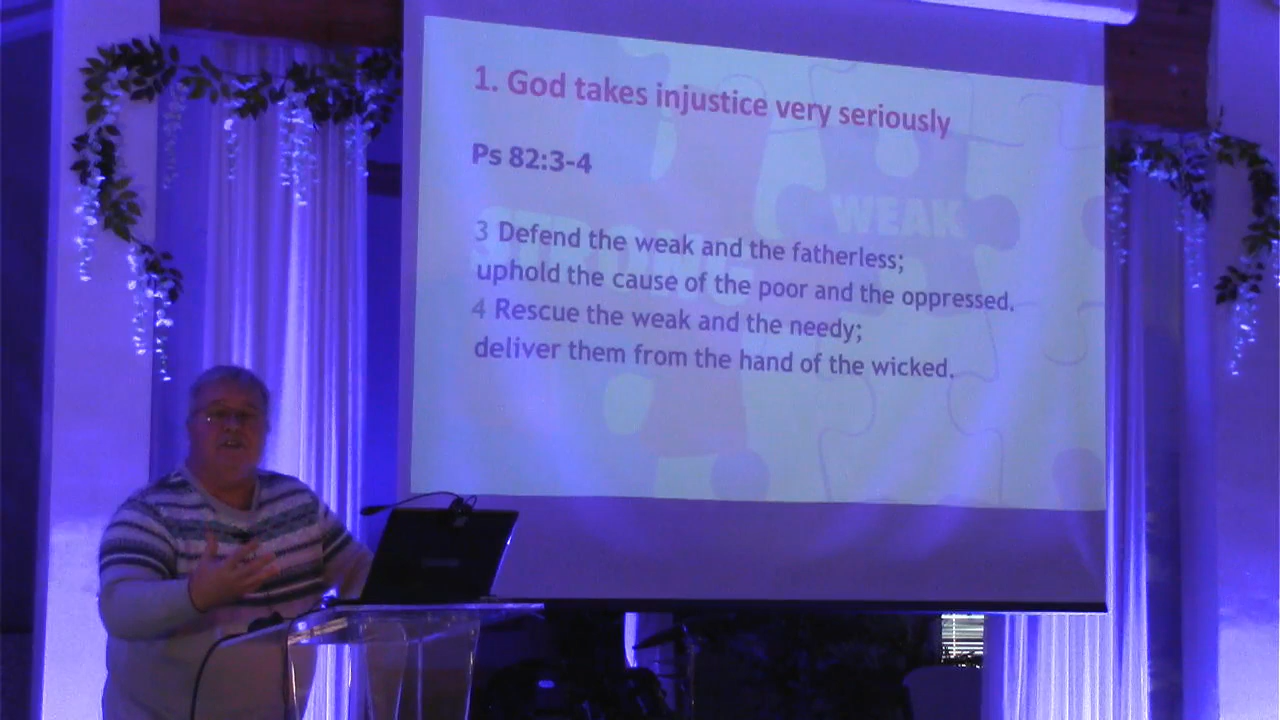 1. God takes injustice very seriously
Ps 82:3-4
WEAK
3 Defend the weak and the fatherless;
uphold the cause of the poor and the oppressed.
4 Rescue the weak and the needy;
deliver them from the hand of the wicked.